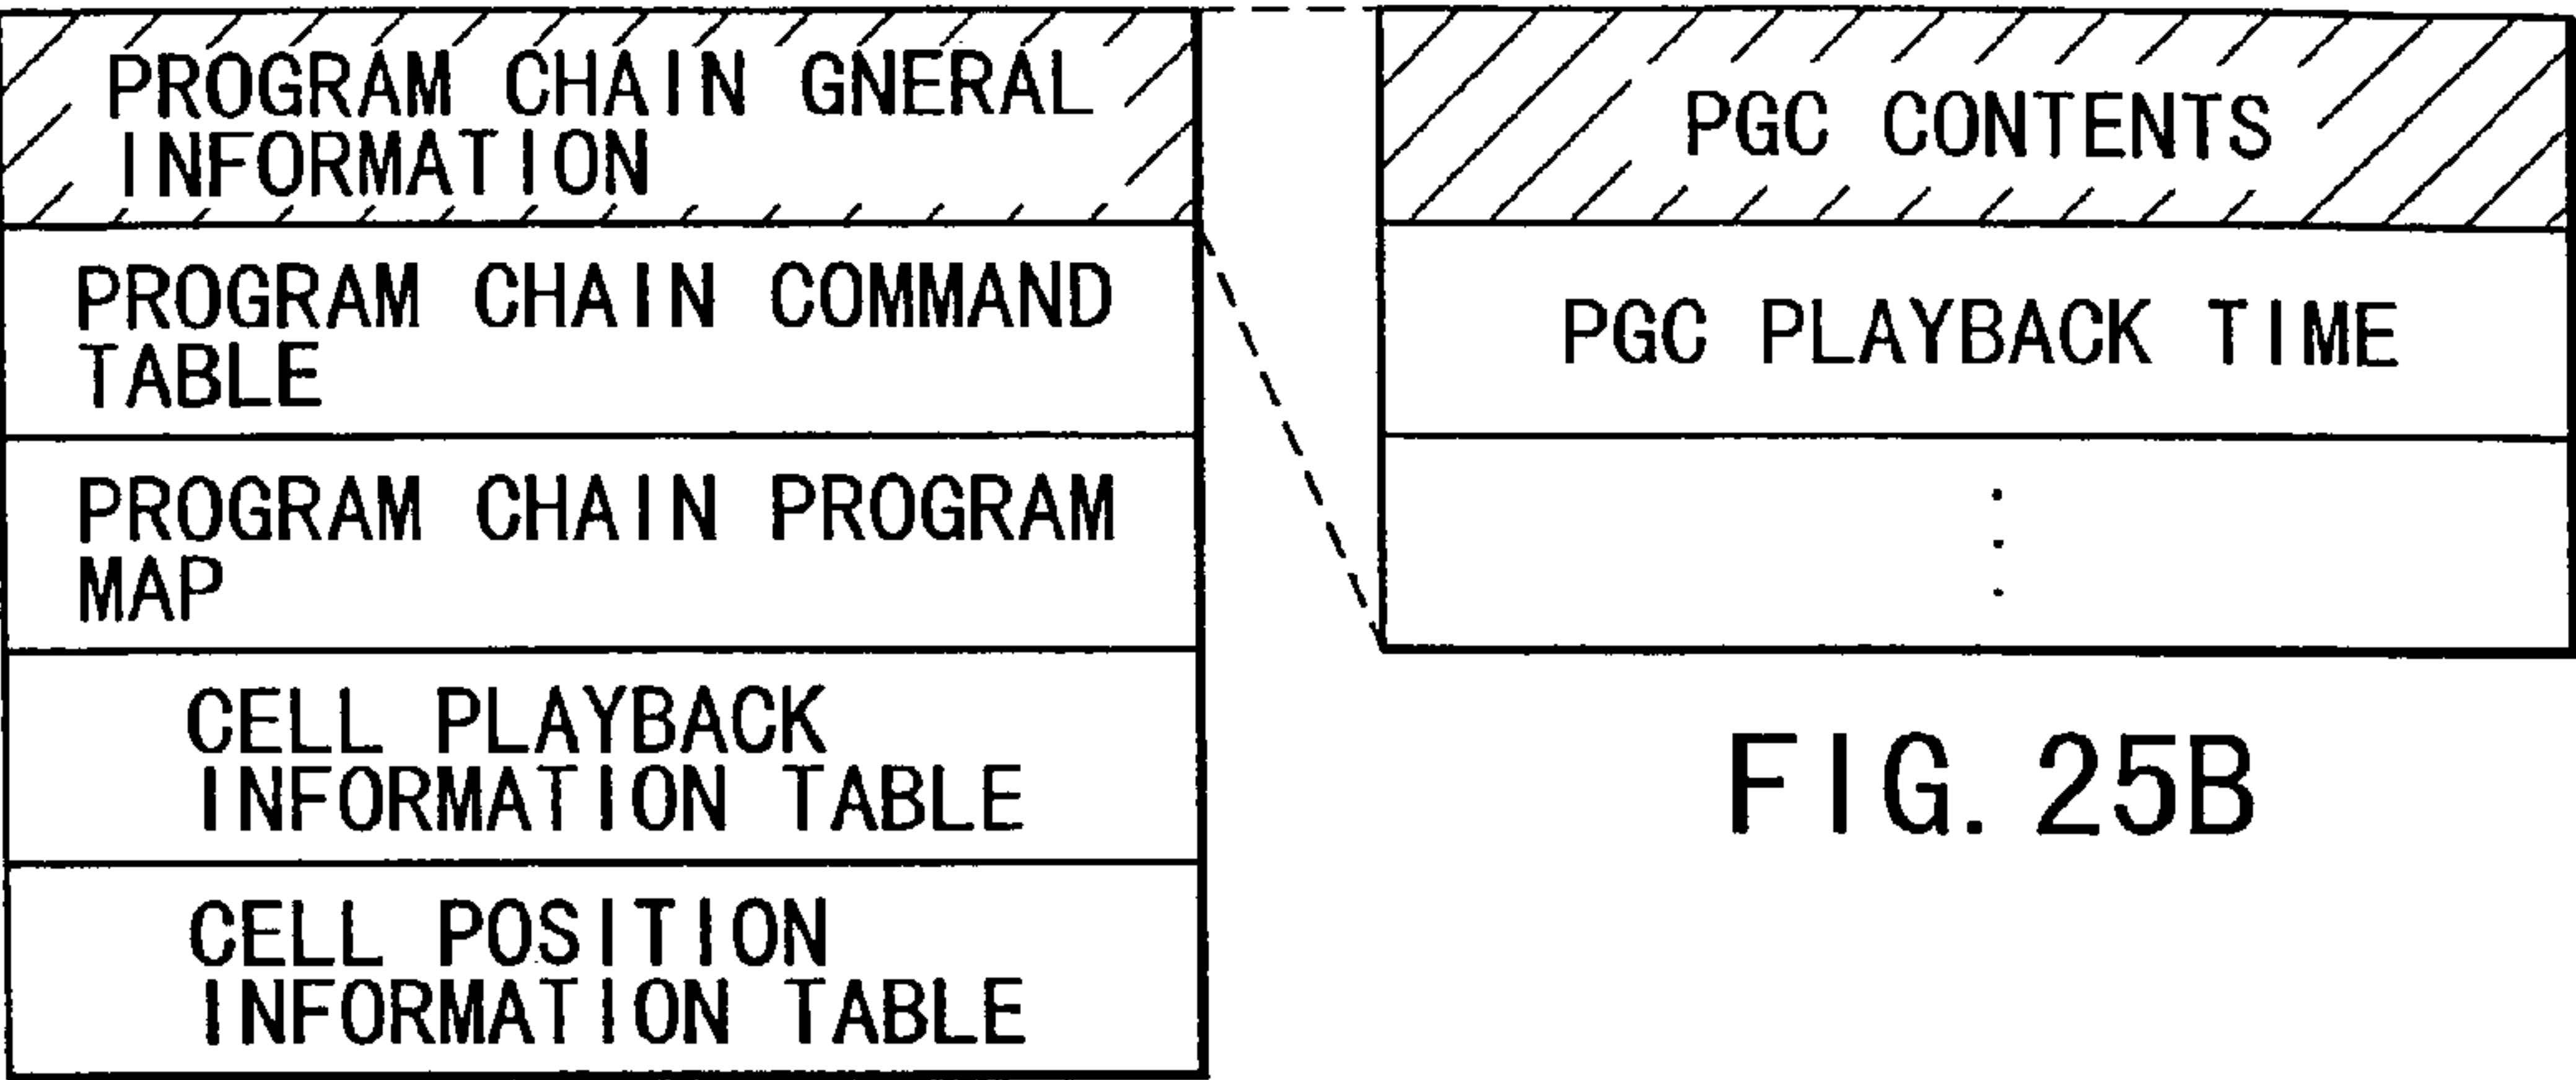 PROGRAM CHAIN GNERAL
INFORMATION
PROGRAM CHAIN COMMAND
TABLE
PROGRAM CHAIN PROGRAM
MAP
CELL PLAYBACK
INFORMATION TABLE
CELL POSITION
INFORMATION TABLE
PGC CONTENTS
PGC PLAYBACK TIME
FIG. 25B